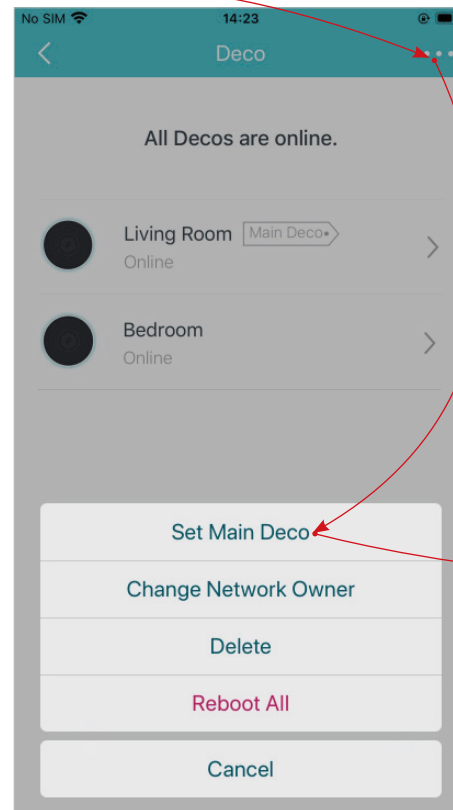 No SIM 14:23
Deco
All Decos are online.
Living Room Main Deco
Online
Bedroom
Online
Set Main Deco
Change Network Owner
Delete
Reboot All
Cancel